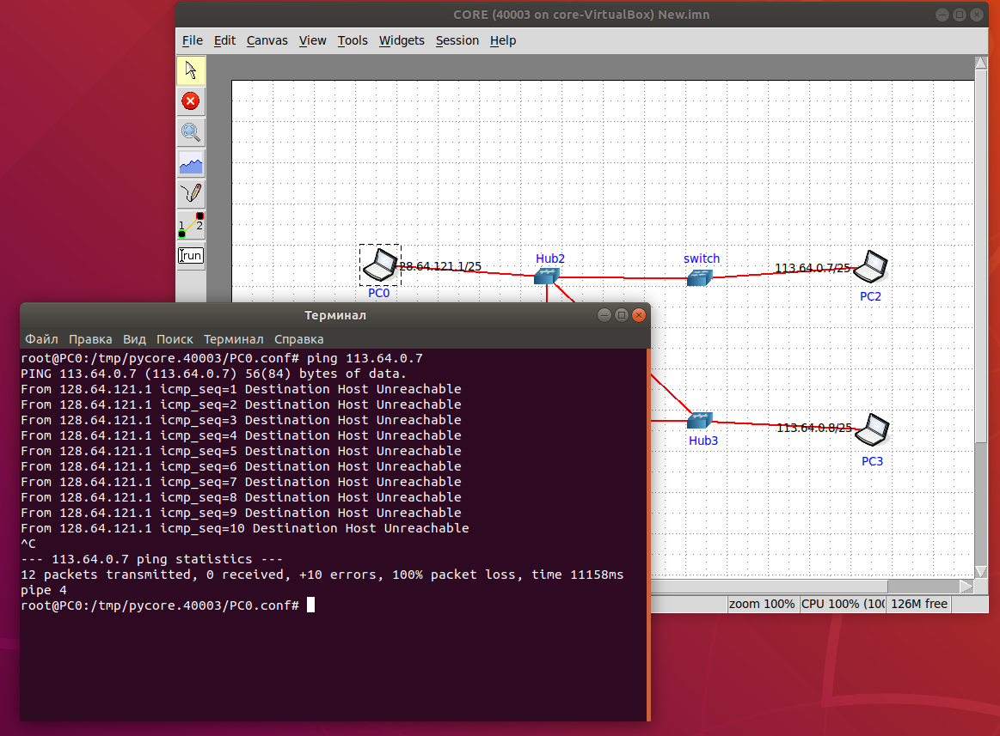 CORE (40003 on core-VirtualBox) New.imn
File Edit Canvas View Tools Widgets Session Help
1 2
run
28.64.121.1/25
PC0
Hub2
switch
113.64.0.7/25
PC2
Hub3
113.64.0.8/25
PC3
zoom 100% CPU 100% (100 126M free
Терминал
Файл Правка Вид Поиск Терминал Справка
root@PC0:/tmp/pycore.40003/PC0.conf# ping 113.64.0.7
PING 113.64.0.7 (113.64.0.7) 56(84) bytes of data.
From 128.64.121.1 icmp_seq=1 Destination Host Unreachable
From 128.64.121.1 icmp_seq=2 Destination Host Unreachable
From 128.64.121.1 icmp_seq=3 Destination Host Unreachable
From 128.64.121.1 icmp_seq=4 Destination Host Unreachable
From 128.64.121.1 icmp_seq=5 Destination Host Unreachable
From 128.64.121.1 icmp_seq=6 Destination Host Unreachable
From 128.64.121.1 icmp_seq=7 Destination Host Unreachable
From 128.64.121.1 icmp_seq=8 Destination Host Unreachable
From 128.64.121.1 icmp_seq=9 Destination Host Unreachable
From 128.64.121.1 icmp_seq=10 Destination Host Unreachable
^C
--- 113.64.0.7 ping statistics ---
12 packets transmitted, 0 received, +10 errors, 100% packet loss, time 11158ms
pipe 4
root@PC0:/tmp/pycore.40003/PC0.conf#